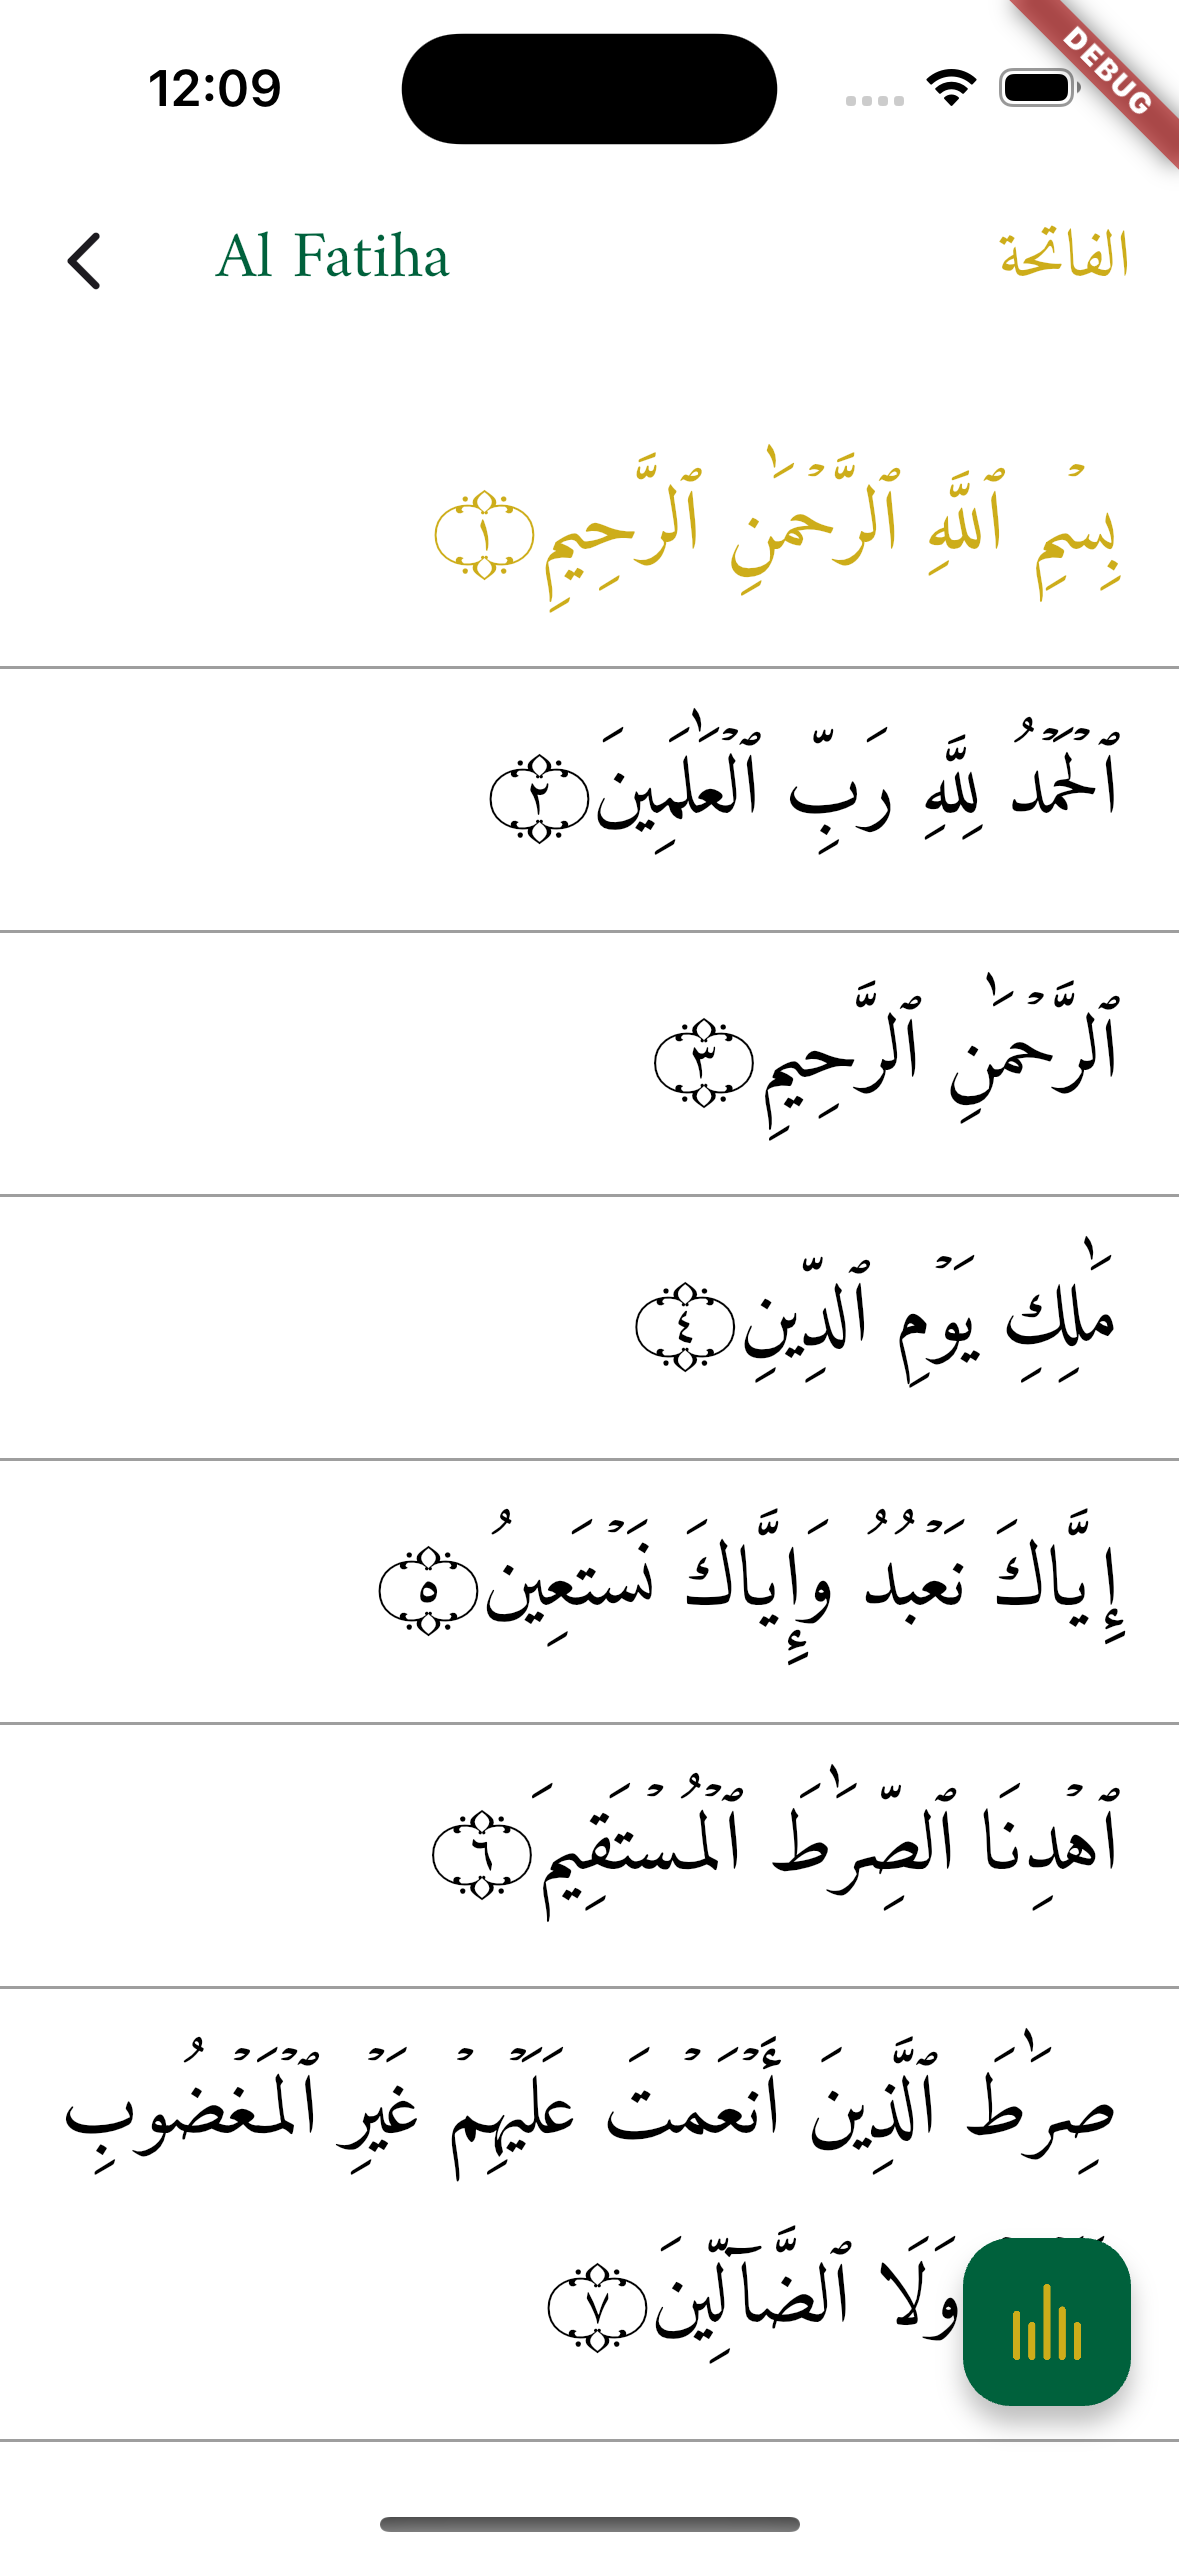 12:09
DEBUG
Al Fatiha
الفاتحة
بِسۡمِ ٱللَّهِ ٱلرَّحۡمَٰنِ ٱلرَّحِيمِ ١
ٱلۡحَمۡدُ لِلَّهِ رَبِّ ٱلۡعَٰلَمِينَ ٢
ٱلرَّحۡمَٰنِ ٱلرَّحِيمِ ٣
مَٰلِكِ يَوۡمِ ٱلدِّينِ ٤
إِيَّاكَ نَعۡبُدُ وَإِيَّاكَ نَسۡتَعِينُ ٥
ٱهۡدِنَا ٱلصِّرَٰطَ ٱلۡمُسۡتَقِيمَ ٦
صِرَٰطَ ٱلَّذِينَ أَنۡعَمۡتَ عَلَيۡهِمۡ غَيۡرِ ٱلۡمَغۡضُوبِ
وَلَا ٱلضَّآلِّينَ ٧